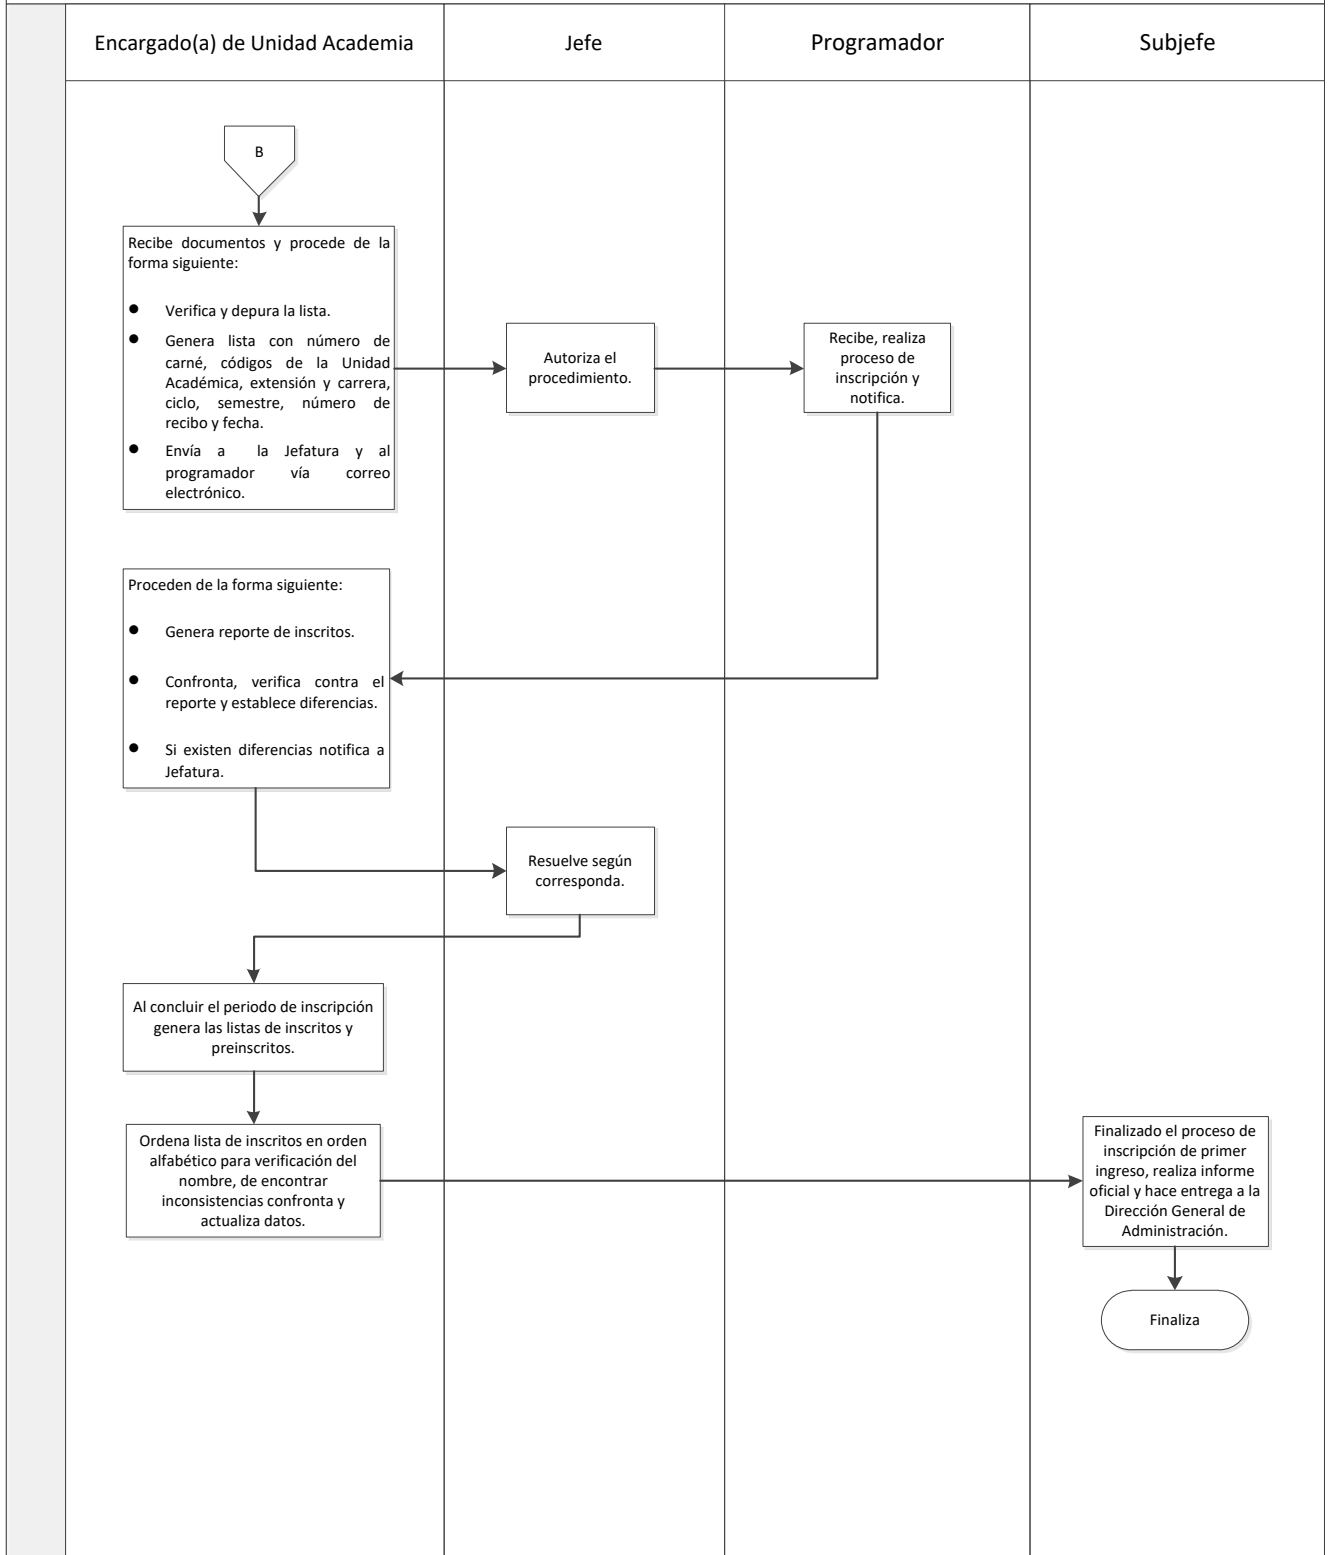 Encargado(a) de Unidad Academia
Jefe
Programador
Subjefe
B
Recibe documentos y procede de la
forma siguiente:
● Verifica y depura la lista.
● Genera lista con número de
carné, códigos de la Unidad
Académica, extensión y carrera,
ciclo, semestre, número de
recibo y fecha.
● Envía a la Jefatura y al
programador vía correo
electrónico.
Autoriza el
procedimiento.
Recibe, realiza
proceso de
inscripción y
notifica.
Proceden de la forma siguiente:
● Genera reporte de inscritos.
● Confronta, verifica contra el
reporte y establece diferencias.
● Si existen diferencias notifica a
Jefatura.
Resuelve según
corresponda.
Al concluir el periodo de inscripción
genera las listas de inscritos y
preinscritos.
Ordena lista de inscritos en orden
alfabético para verificación del
nombre, de encontrar
inconsistencias confronta y
actualiza datos.
Finalizado el proceso de
inscripción de primer
ingreso, realiza informe
oficial y hace entrega a la
Dirección General de
Administración.
Finaliza